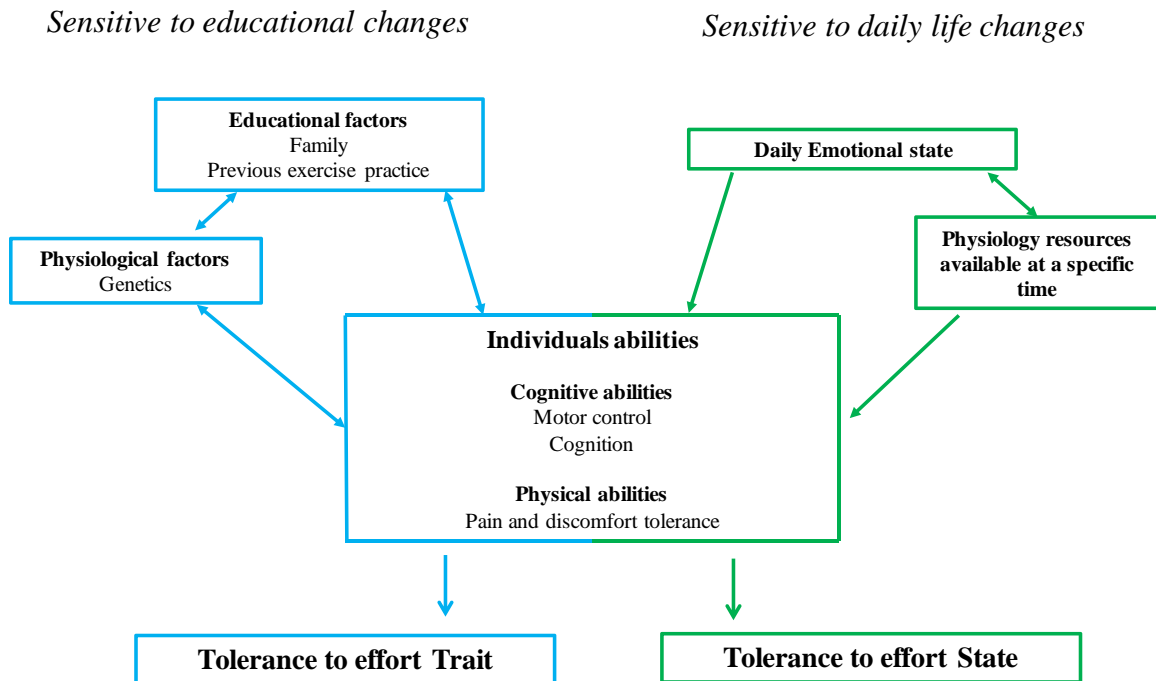 Sensitive to educational changes
Sensitive to daily life changes
Educational factors
Family
Previous exercise practice
Daily Emotional state
Physiological factors
Genetics
Physiology resources
available at a specific
time
Individuals abilities
Cognitive abilities
Motor control
Cognition
Physical abilities
Pain and discomfort tolerance
Tolerance to effort Trait
Tolerance to effort State